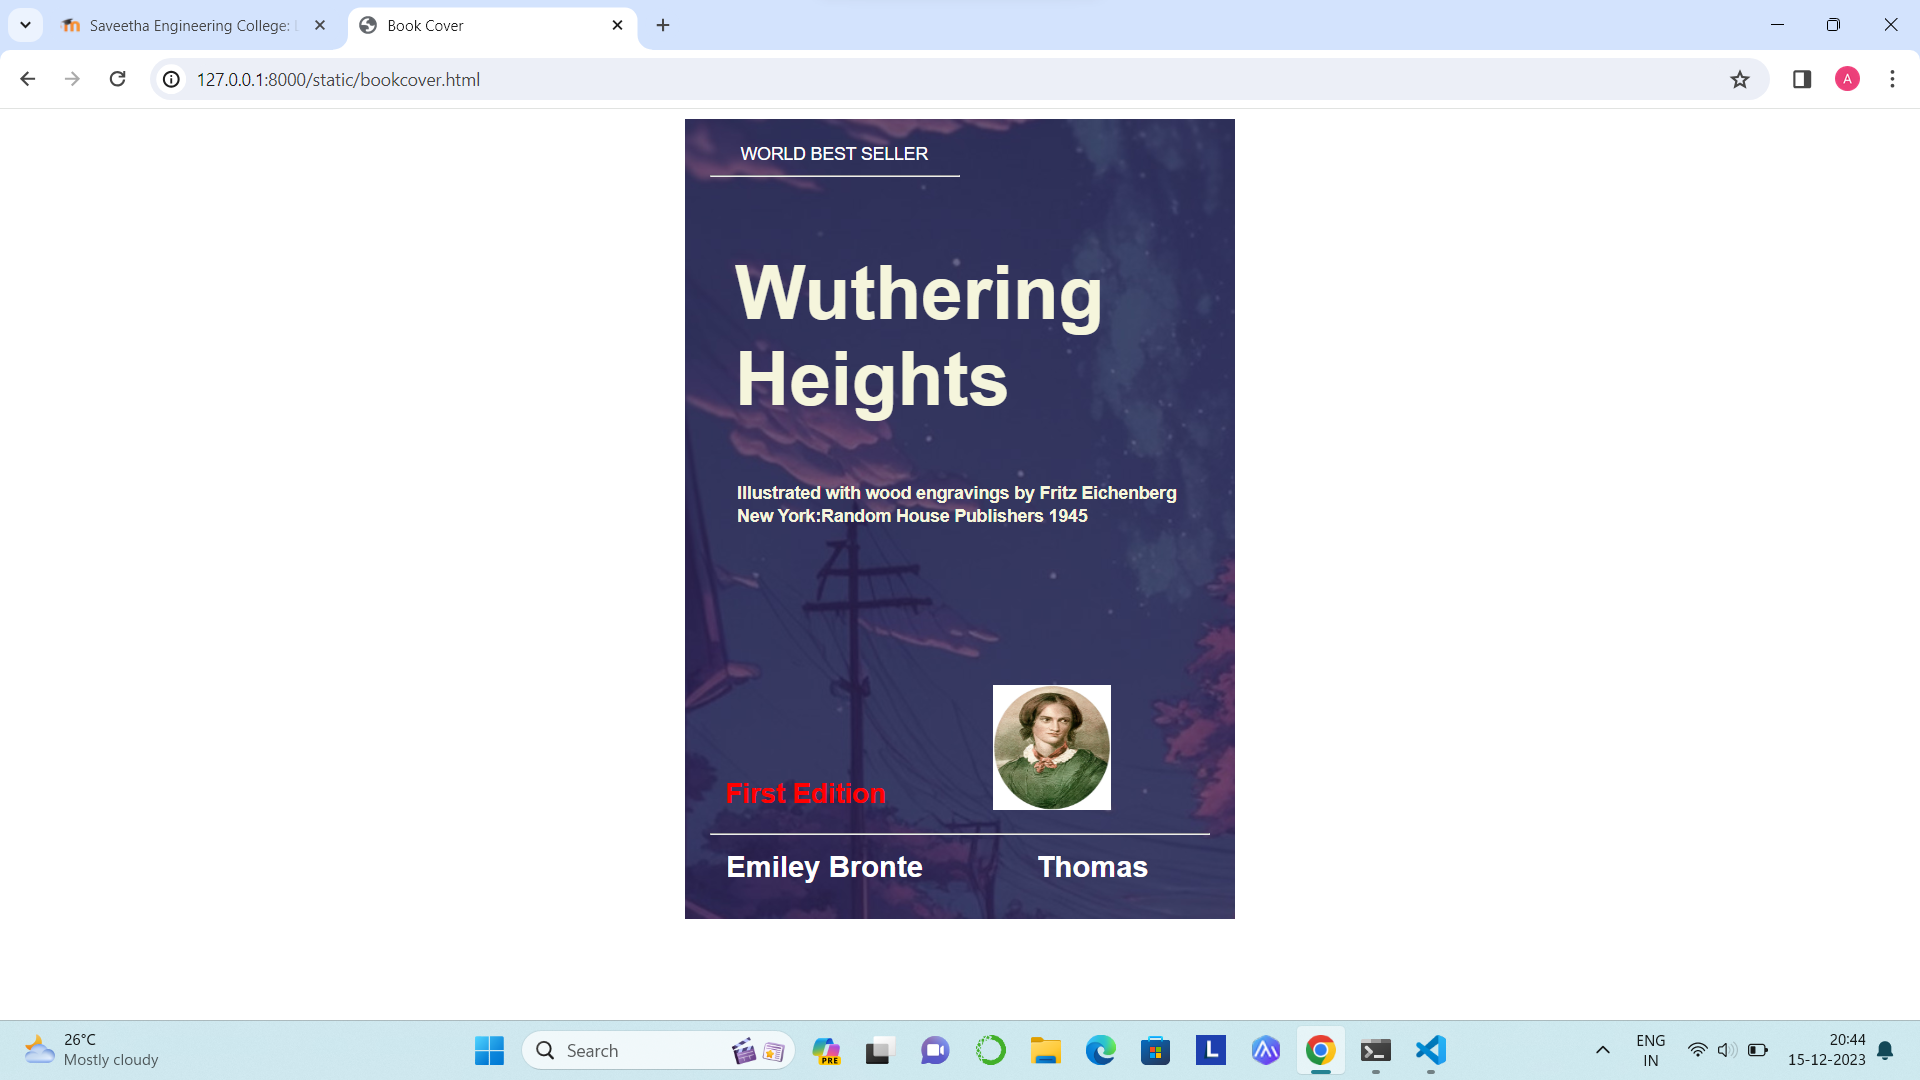 Saveetha Engineering College:
Book Cover
127.0.0.1:8000/static/bookcover.html
A
WORLD BEST SELLER
Wuthering
Heights
Illustrated with wood engravings by Fritz Eichenberg
New York:Random House Publishers 1945
First Edition
Emiley Bronte
Thomas
26°C
Mostly cloudy
Search
PRE
L
ENG
IN
20:44
15-12-2023